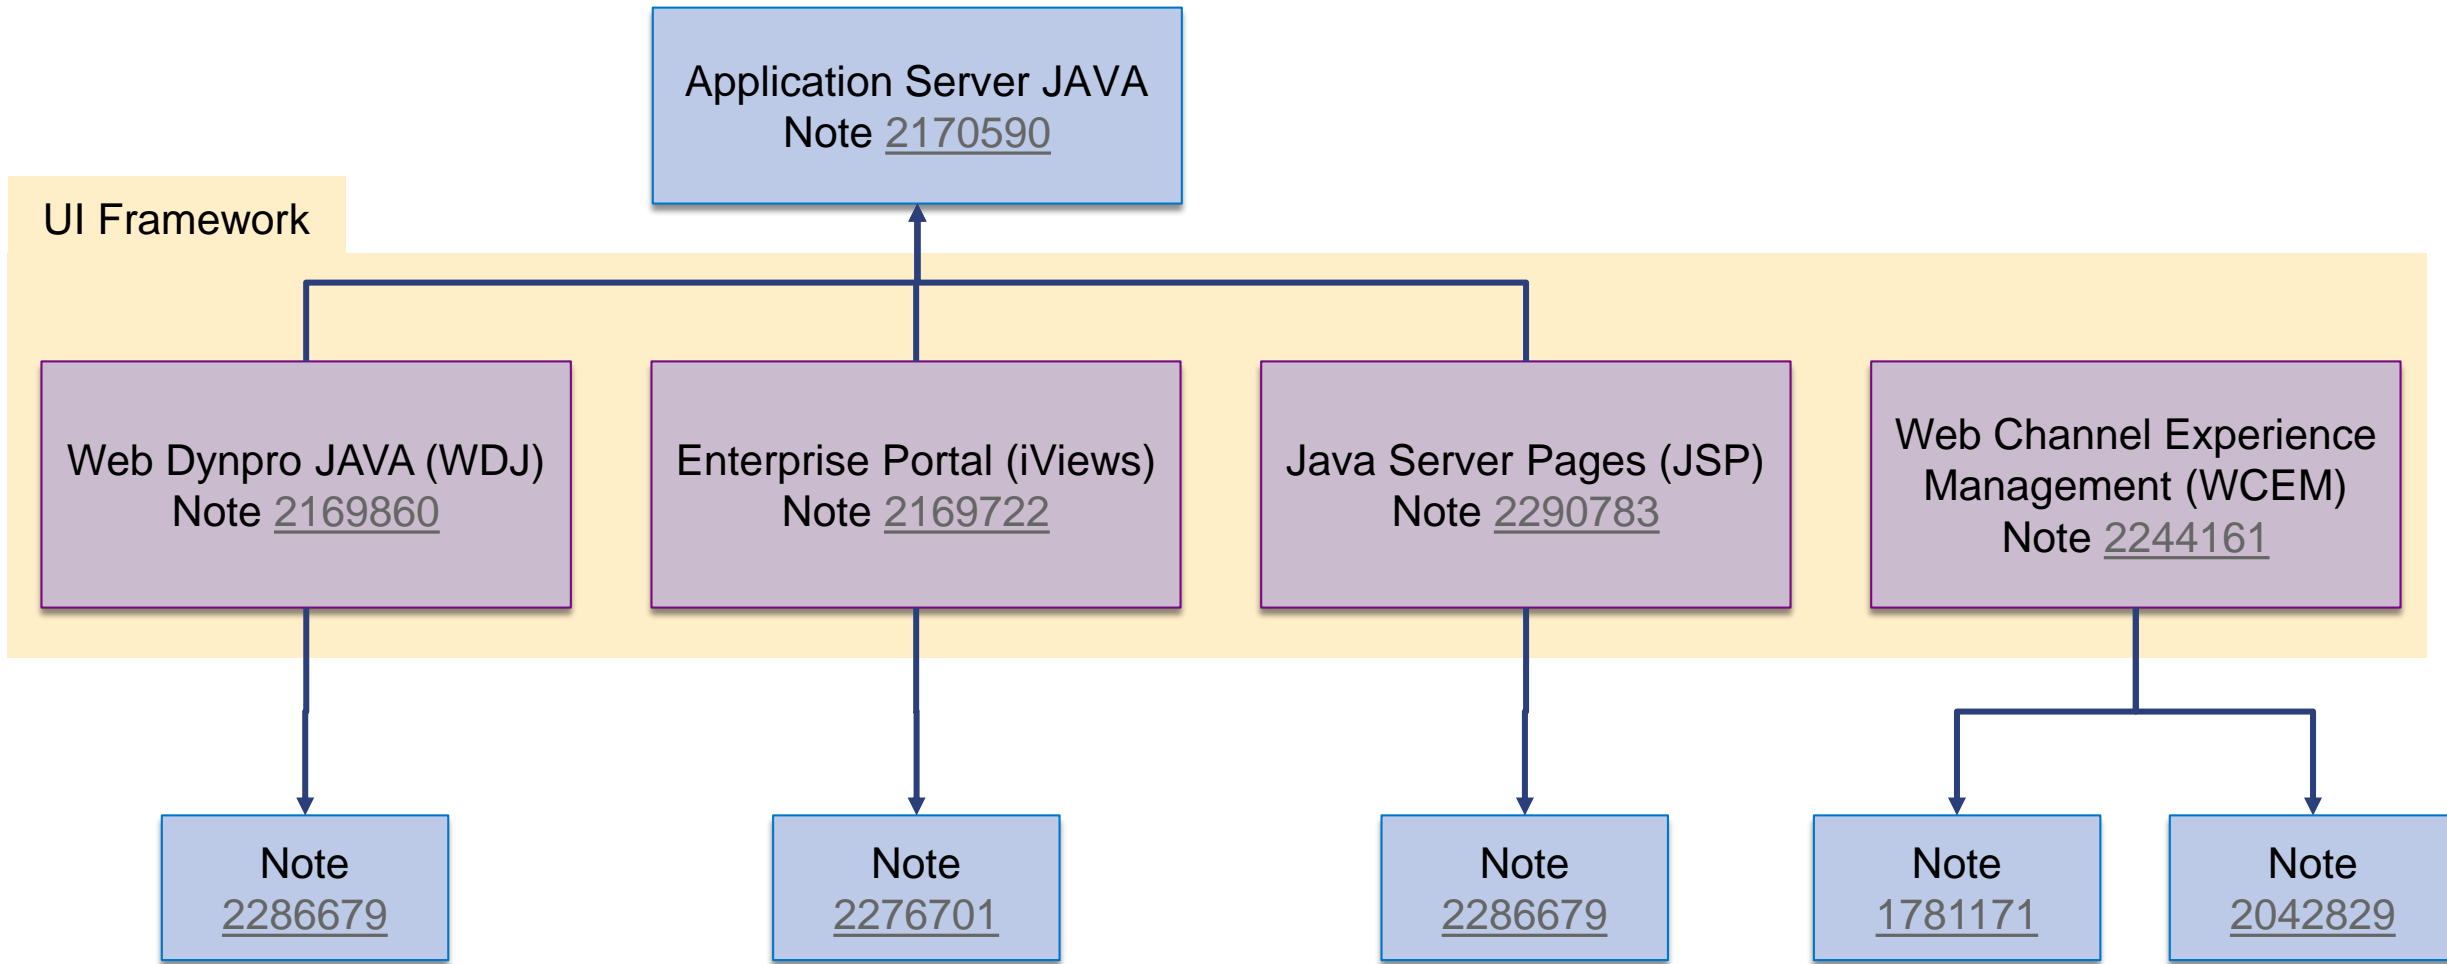 Application Server JAVA
Note 2170590
UI Framework
Web Dynpro JAVA (WDJ)
Note 2169860
Enterprise Portal (iViews)
Note 2169722
Java Server Pages (JSP)
Note 2290783
Web Channel Experience
Management (WCEM)
Note 2244161
Note
2286679
Note
2276701
Note
2286679
Note
1781171
Note
2042829